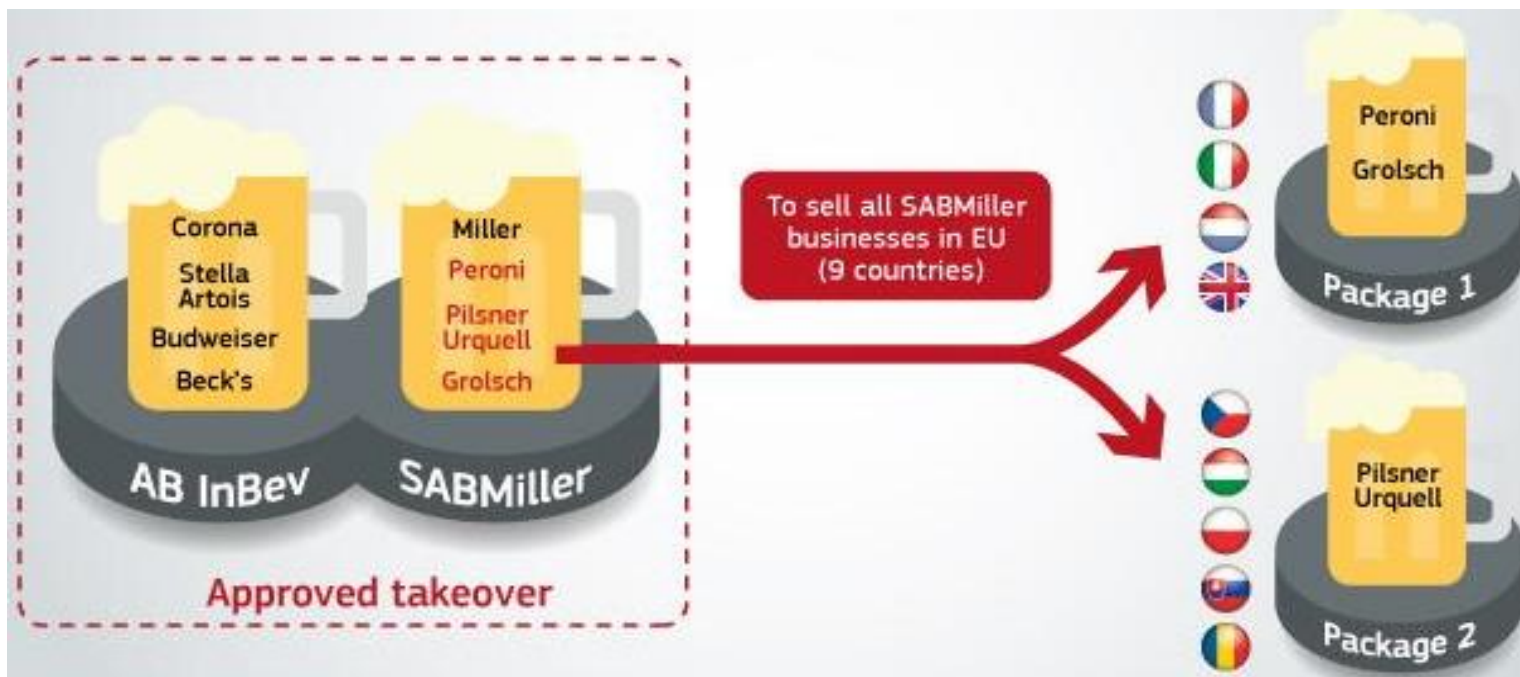 Corona
Stella
Artois
Budweiser
Beck's
AB InBev
Miller
Peroni
Pilsner
Urquell
Grolsch
SABMiller
Approved takeover
To sell all SABMiller
businesses in EU
(9 countries)
Peroni
Grolsch
Package 1
Pilsner
Urquell
Package 2